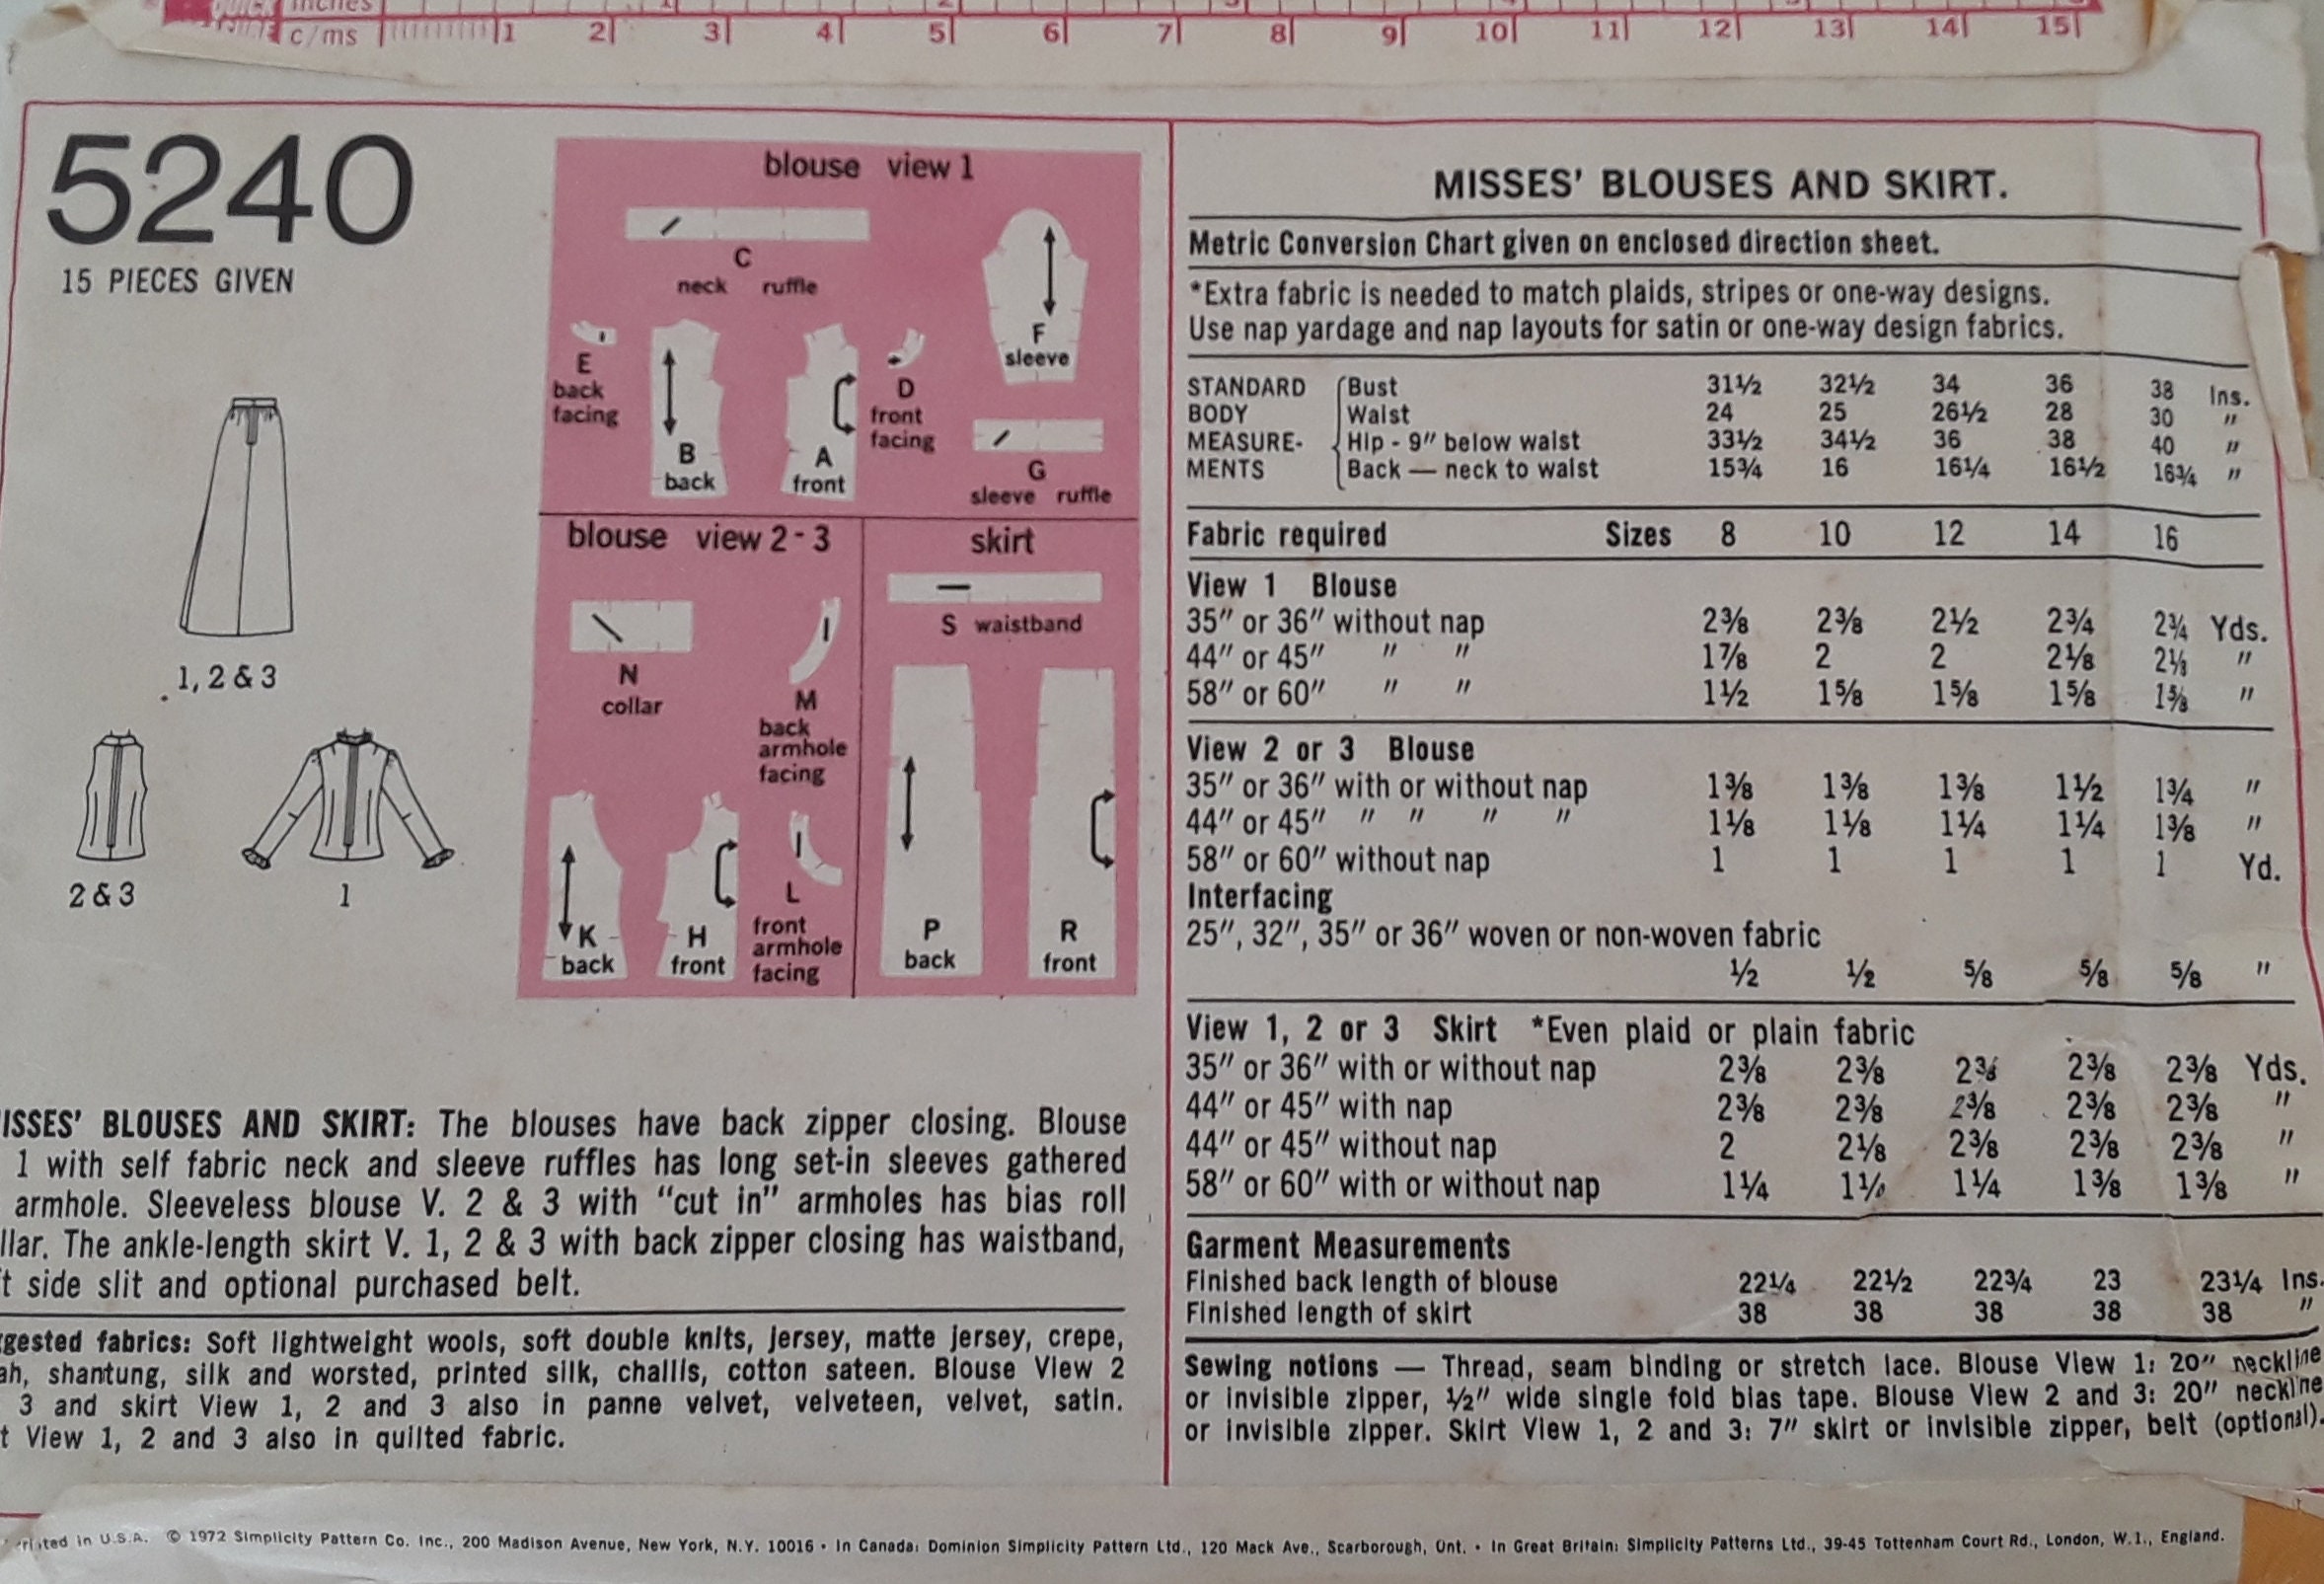 inches
c/ms 1 2 3 4 5 6 7 8 9 10 11 12 13 14 15
5240
15 PIECES GIVEN
1, 2 & 3
2 & 3
1
blouse view 1
C
neck ruffle
E
back
facing
B
back
A
front
D
front
facing
F
sleeve
G
sleeve ruffle
blouse view 2 - 3
N
collar
M
back
armhole
facing
K
back
H
front
L
front
armhole
facing
skirt
S waistband
P
back
R
front
ISSES' BLOUSES AND SKIRT: The blouses have back zipper closing. Blouse
1 with self fabric neck and sleeve ruffles has long set-in sleeves gathered
armhole. Sleeveless blouse V. 2 & 3 with “cut in” armholes has bias roll
llar. The ankle-length skirt V. 1, 2 & 3 with back zipper closing has waistband,
t side slit and optional purchased belt.
gested fabrics: Soft lightweight wools, soft double knits, jersey, matte jersey, crepe,
ah, shantung, silk and worsted, printed silk, challis, cotton sateen. Blouse View 2
3 and skirt View 1, 2 and 3 also in panne velvet, velveteen, velvet, satin.
t View 1, 2 and 3 also in quilted fabric.
MISSES' BLOUSES AND SKIRT.
Metric Conversion Chart given on enclosed direction sheet.
*Extra fabric is needed to match plaids, stripes or one-way designs.
Use nap yardage and nap layouts for satin or one-way design fabrics.
STANDARD Bust 31½ 32½ 34 36 38 Ins.
BODY Waist 24 25 26½ 28 30 "
MEASURE- Hip - 9" below waist 33½ 34½ 36 38 40 "
MENTS Back — neck to waist 15¾ 16 16¼ 16½ 16¾ "
Fabric required Sizes 8 10 12 14 16
View 1 Blouse
35" or 36" without nap 2⅜ 2⅜ 2½ 2¾ 2¾ Yds.
44" or 45" " " 1⅞ 2 2 2⅛ 2⅛ "
58" or 60" " " 1½ 1⅝ 1⅝ 1⅝ 1⅝ "
View 2 or 3 Blouse
35" or 36" with or without nap 1⅜ 1⅜ 1⅜ 1½ 1¾ "
44" or 45" " " " " 1⅛ 1⅛ 1¼ 1¼ 1⅜ "
58" or 60" without nap 1 1 1 1 1 Yd.
Interfacing
25", 32", 35" or 36" woven or non-woven fabric
½ ½ ⅝ ⅝ ⅝ "
View 1, 2 or 3 Skirt *Even plaid or plain fabric
35" or 36" with or without nap 2⅜ 2⅜ 2⅜ 2⅜ 2⅜ Yds.
44" or 45" with nap 2⅜ 2⅜ 2⅜ 2⅜ 2⅜ "
44" or 45" without nap 2 2⅛ 2⅜ 2⅜ 2⅜ "
58" or 60" with or without nap 1¼ 1¼ 1⅜ 1⅜ "
Garment Measurements
Finished back length of blouse 22¼ 22½ 22¾ 23 23¼ Ins.
Finished length of skirt 38 38 38 38 38 "
Sewing notions — Thread, seam binding or stretch lace. Blouse View 1: 20" neckline
or invisible zipper, ½" wide single fold bias tape. Blouse View 2 and 3: 20" neckline
or invisible zipper. Skirt View 1, 2 and 3: 7" skirt or invisible zipper, belt (optional).
Printed in U.S.A. © 1972 Simplicity Pattern Co. Inc., 200 Madison Avenue, New York, N.Y. 10016 • In Canada: Dominion Simplicity Pattern Ltd., 120 Mack Ave., Scarborough, Ont. • In Great Britain: Simplicity Patterns Ltd., 39-45 Tottenham Court Rd., London, W.1., England.